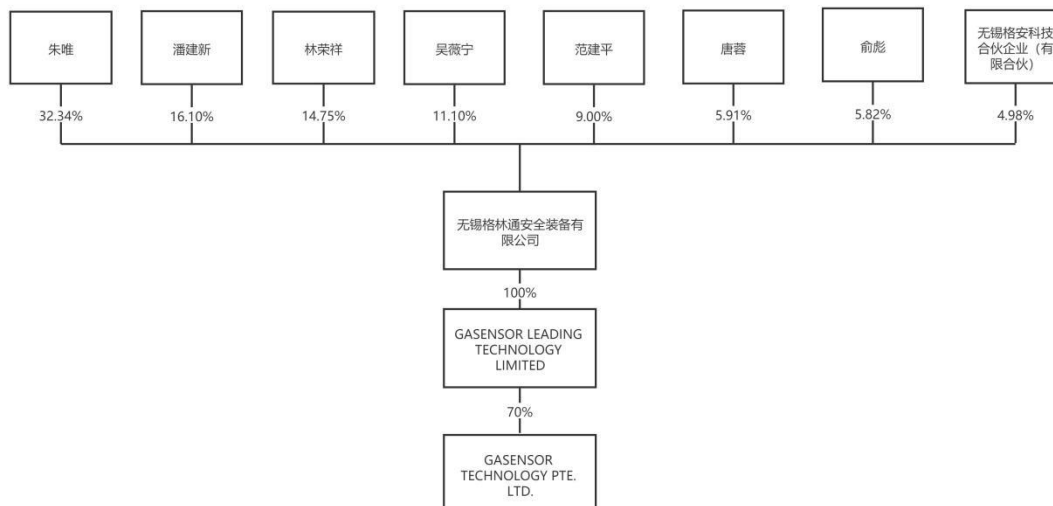 朱唯
潘建新
林荣祥
吴薇宁
范建平
唐蓉
俞彪
无锡格安科技
合伙企业（有
限合伙）
32.34%
16.10%
14.75%
11.10%
9.00%
5.91%
5.82%
4.98%
无锡格林通安全装备有
限公司
100%
GASENSOR LEADING
TECHNOLOGY
LIMITED
70%
GASENSOR
TECHNOLOGY PTE.
LTD.